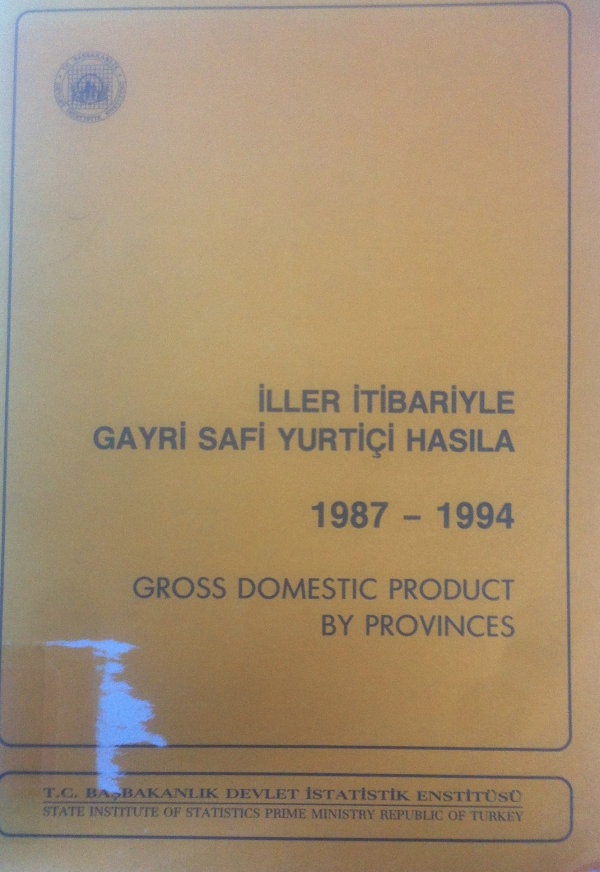 İLLER İTİBARİYLE
GAYRİ SAFİ YURTİÇİ HASILA
1987 – 1994
GROSS DOMESTIC PRODUCT
BY PROVINCES
T.C. BAŞBAKANLIK DEVLET İSTATİSTİK ENSTİTÜSÜ
STATE INSTITUTE OF STATISTICS PRIME MINISTRY REPUBLIC OF TURKEY